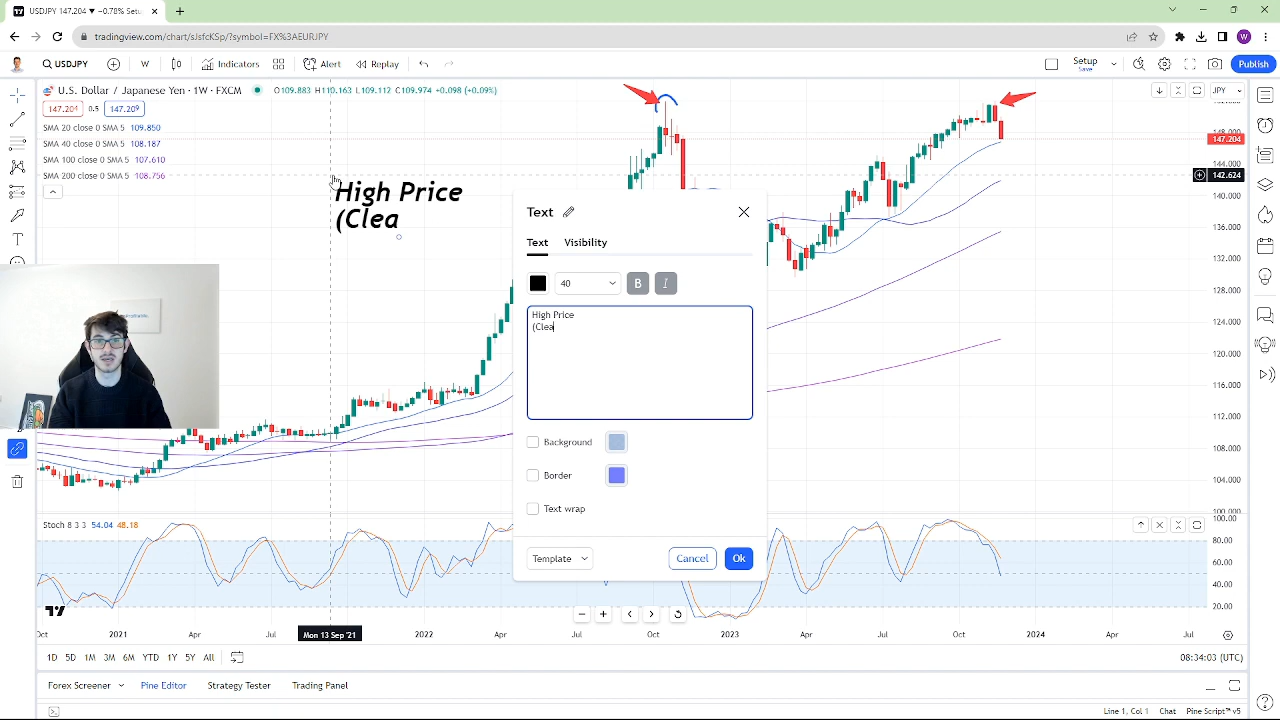 USDJPY 147.204 ▼ −0.78% Setu
tradingview.com/chart/sJsfcKSp/?symbol=FX%3AEURJPY
W
USDJPY
W
Indicators
Alert
Replay
Setup
Save
Publish
U.S. Dollar / Japanese Yen · 1W · FXCM
O109.883 H110.163 L109.112 C109.974 +0.098 (+0.09%)
JPY
147.204
0.5
147.209
SMA 20 close 0 SMA 5 109.850
SMA 40 close 0 SMA 5 108.187
SMA 100 close 0 SMA 5 107.610
SMA 200 close 0 SMA 5 108.756
High Price
(Clea
Text
Text
Visibility
40
B
I
High Price
(Clea
Background
Border
Text wrap
Template
Cancel
Ok
148.000
147.204
144.000
142.624
140.000
136.000
132.000
128.000
124.000
120.000
116.000
112.000
108.000
104.000
100.000
Stoch 8 3 3 54.04 48.18
100.00
80.00
60.00
40.00
20.00
Oct
2021
Apr
Jul
Mon 13 Sep '21
2022
Apr
Jul
Oct
2023
Apr
Jul
Oct
2024
Apr
Jul
1D 5D 1M 3M 6M YTD 1Y 5Y All
08:34:03 (UTC)
Forex Screener
Pine Editor
Strategy Tester
Trading Panel
Line 1, Col 1
Chat
Pine Script™ v5